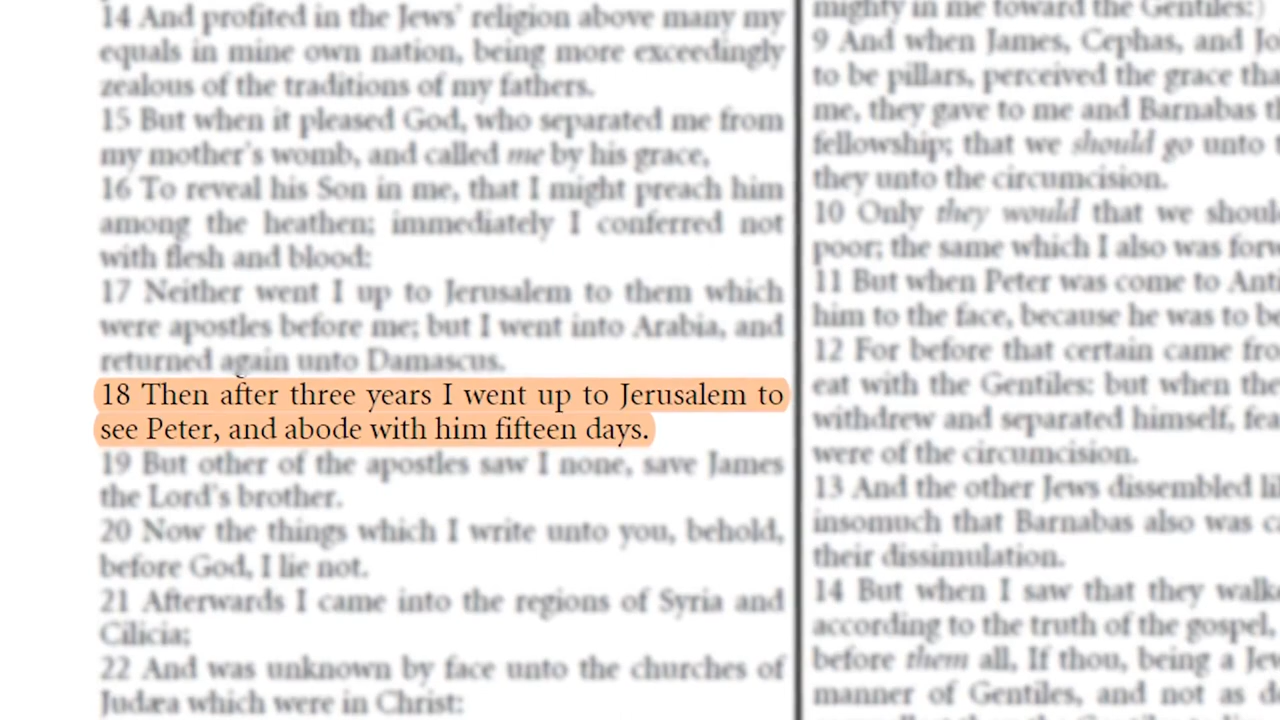 14 And profited in the Jews' religion above many my
equals in mine own nation, being more exceedingly
zealous of the traditions of my fathers.
15 But when it pleased God, who separated me from
my mother's womb, and called me by his grace,
16 To reveal his Son in me, that I might preach him
among the heathen; immediately I conferred not
with flesh and blood:
17 Neither went I up to Jerusalem to them which
were apostles before me; but I went into Arabia, and
returned again unto Damascus.
18 Then after three years I went up to Jerusalem to
see Peter, and abode with him fifteen days.
19 But other of the apostles saw I none, save James
the Lord's brother.
20 Now the things which I write unto you, behold,
before God, I lie not.
21 Afterwards I came into the regions of Syria and
Cilicia;
22 And was unknown by face unto the churches of
Judæa which were in Christ:
mighty in me toward the Gentiles:)
9 And when James, Cephas, and Jo
to be pillars, perceived the grace tha
me, they gave to me and Barnabas th
fellowship; that we should go unto t
they unto the circumcision.
10 Only they would that we shoul
poor; the same which I also was forw
11 But when Peter was come to Anti
him to the face, because he was to be
12 For before that certain came fro
eat with the Gentiles: but when the
withdrew and separated himself, fea
were of the circumcision.
13 And the other Jews dissembled li
insomuch that Barnabas also was c
their dissimulation.
14 But when I saw that they walk
according to the truth of the gospel,
before them all, If thou, being a Jew
manner of Gentiles, and not as d